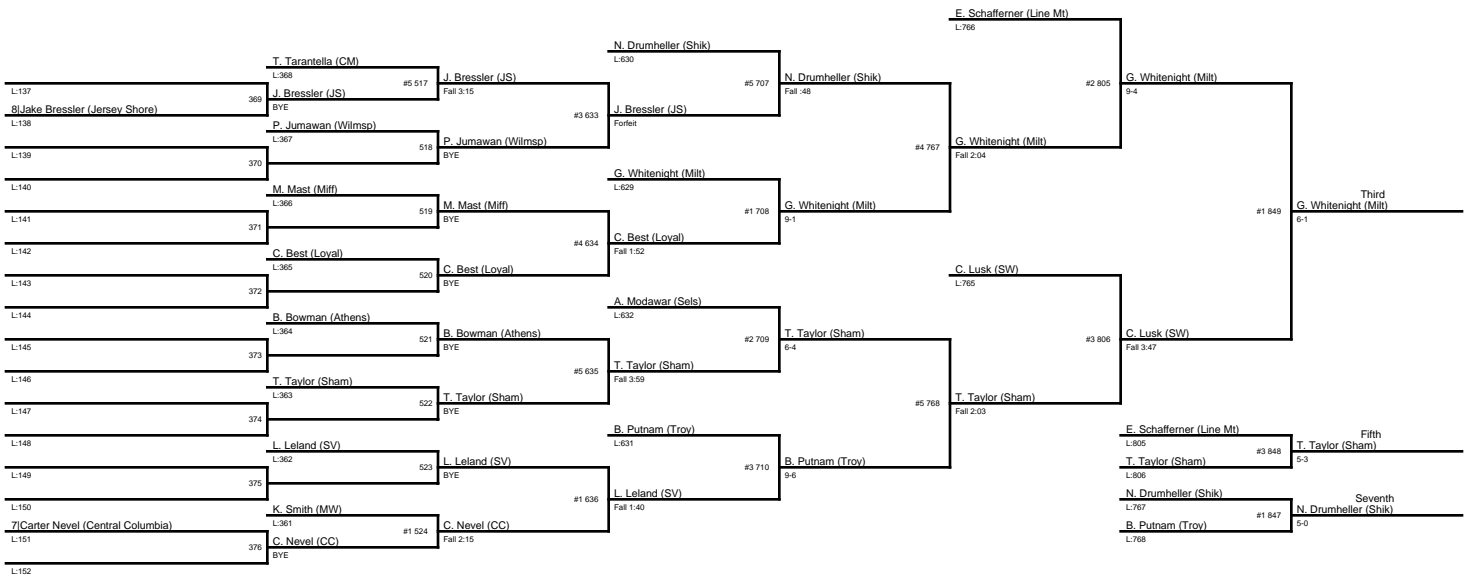 E. Schafferner (Line Mt)
L:766
N. Drumheller (Shik)
L:630
T. Tarantella (CM)
L:368
#5 517
J. Bressler (JS)
Fall 3:15
#5 707
N. Drumheller (Shik)
Fall :48
#2 805
G. Whitenight (Milt)
9-4
L:137
369
J. Bressler (JS)
BYE
8|Jake Bressler (Jersey Shore)
L:138
#3 633
J. Bressler (JS)
Forfeit
P. Jumawan (Wilmsp)
L:367
518
P. Jumawan (Wilmsp)
BYE
#4 767
G. Whitenight (Milt)
Fall 2:04
L:139
370
L:140
G. Whitenight (Milt)
L:629
M. Mast (Miff)
L:366
519
M. Mast (Miff)
BYE
#1 708
G. Whitenight (Milt)
9-1
#1 849
Third
G. Whitenight (Milt)
6-1
L:141
371
L:142
#4 634
C. Best (Loyal)
Fall 1:52
C. Best (Loyal)
L:365
520
C. Best (Loyal)
BYE
C. Lusk (SW)
L:765
L:143
372
L:144
A. Modawar (Sels)
L:632
B. Bowman (Athens)
L:364
521
B. Bowman (Athens)
BYE
#2 709
T. Taylor (Sham)
6-4
#3 806
C. Lusk (SW)
Fall 3:47
L:145
373
L:146
#5 635
T. Taylor (Sham)
Fall 3:59
T. Taylor (Sham)
L:363
522
T. Taylor (Sham)
BYE
#5 768
T. Taylor (Sham)
Fall 2:03
L:147
374
L:148
B. Putnam (Troy)
L:631
E. Schafferner (Line Mt)
L:805
#3 848
Fifth
T. Taylor (Sham)
5-3
L. Leland (SV)
L:362
523
L. Leland (SV)
BYE
#3 710
B. Putnam (Troy)
9-6
T. Taylor (Sham)
L:806
L:149
375
L:150
#1 636
L. Leland (SV)
Fall 1:40
N. Drumheller (Shik)
L:767
#1 847
Seventh
N. Drumheller (Shik)
5-0
K. Smith (MW)
L:361
#1 524
C. Nevel (CC)
Fall 2:15
B. Putnam (Troy)
L:768
7|Carter Nevel (Central Columbia)
L:151
376
C. Nevel (CC)
BYE
L:152